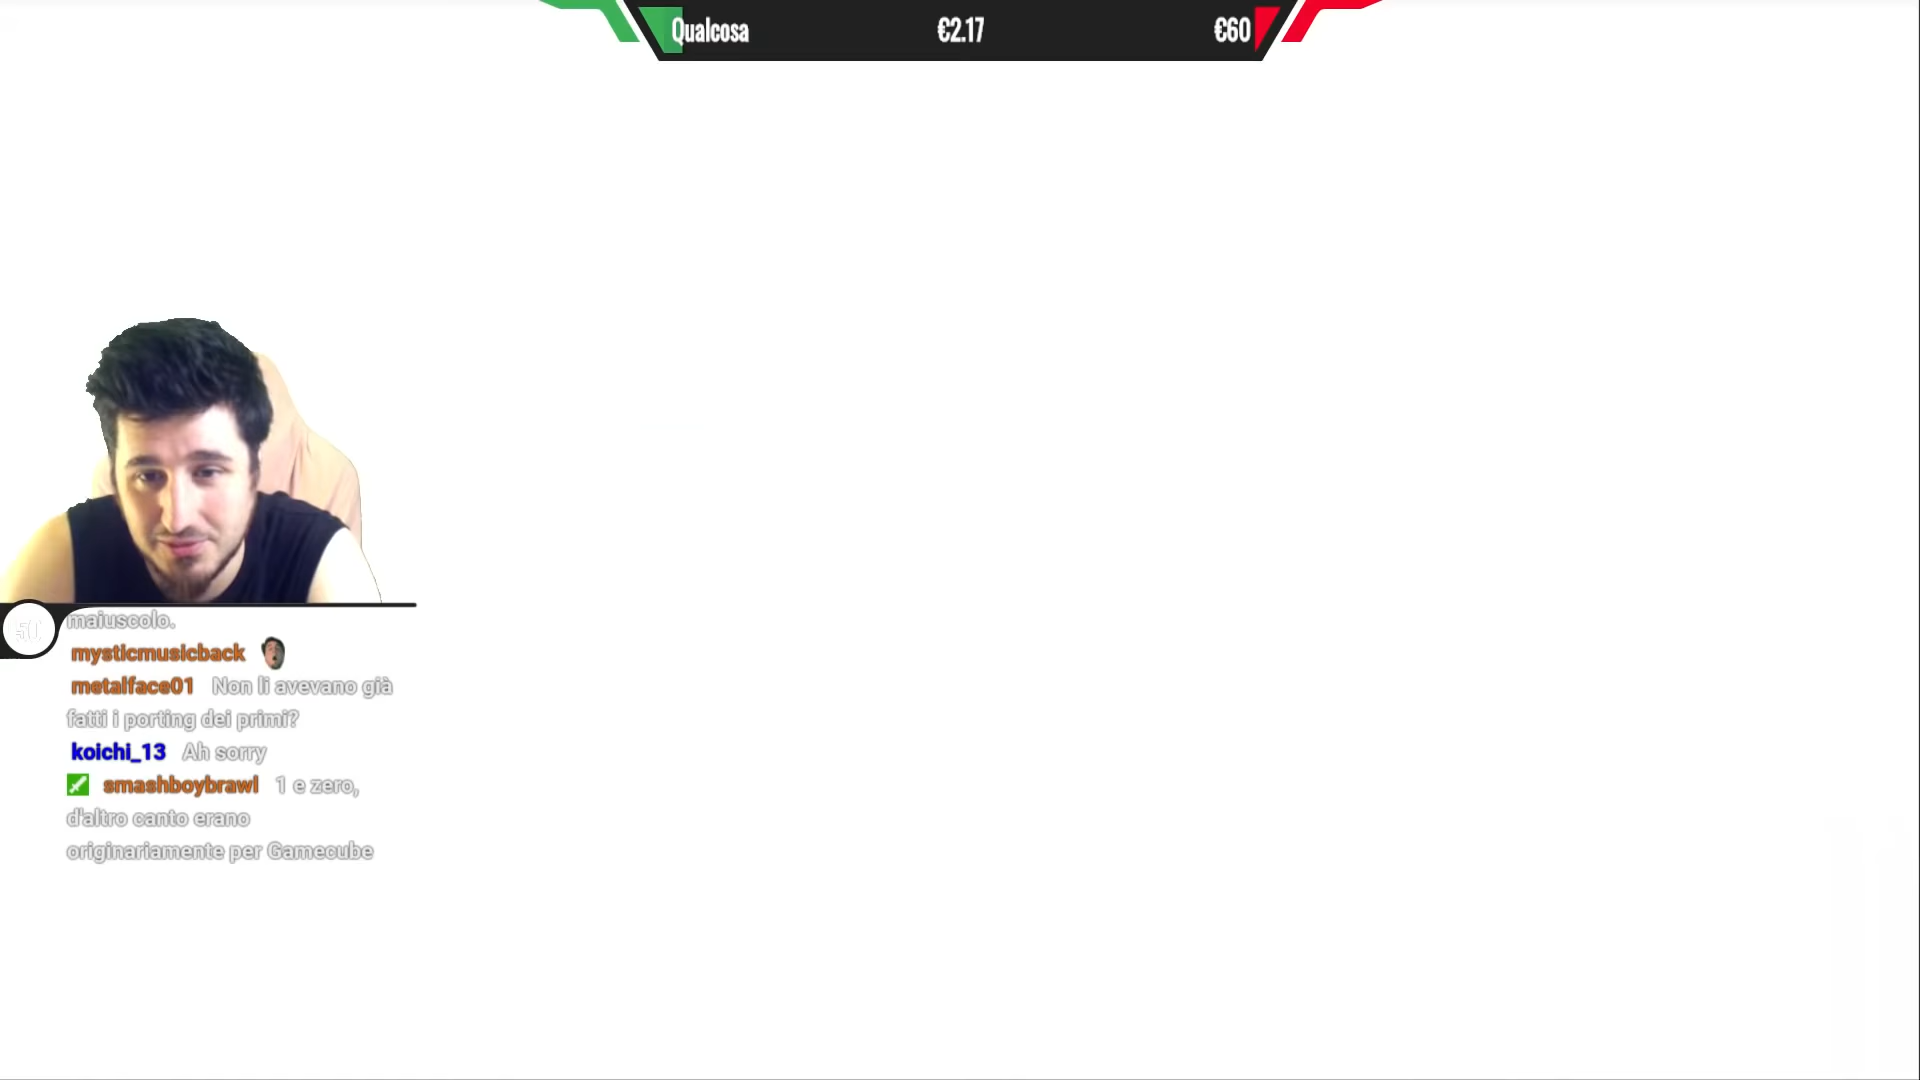 Qualcosa €2.17 €60
50
maiuscolo.
mysticmusicback
metalface01 Non li avevano già
fatti i porting dei primi?
koichi_13 Ah sorry
smashboybrawl 1 e zero,
d'altro canto erano
originariamente per Gamecube